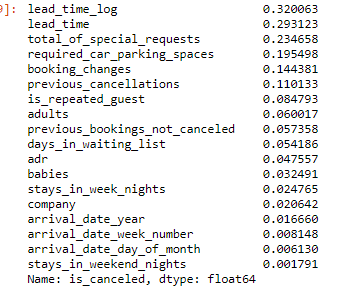 9]: lead_time_log 0.320063
lead_time 0.293123
total_of_special_requests 0.234658
required_car_parking_spaces 0.195498
booking_changes 0.144381
previous_cancellations 0.110133
is_repeated_guest 0.084793
adults 0.060017
previous_bookings_not_canceled 0.057358
days_in_waiting_list 0.054186
adr 0.047557
babies 0.032491
stays_in_week_nights 0.024765
company 0.020642
arrival_date_year 0.016660
arrival_date_week_number 0.008148
arrival_date_day_of_month 0.006130
stays_in_weekend_nights 0.001791
Name: is_canceled, dtype: float64